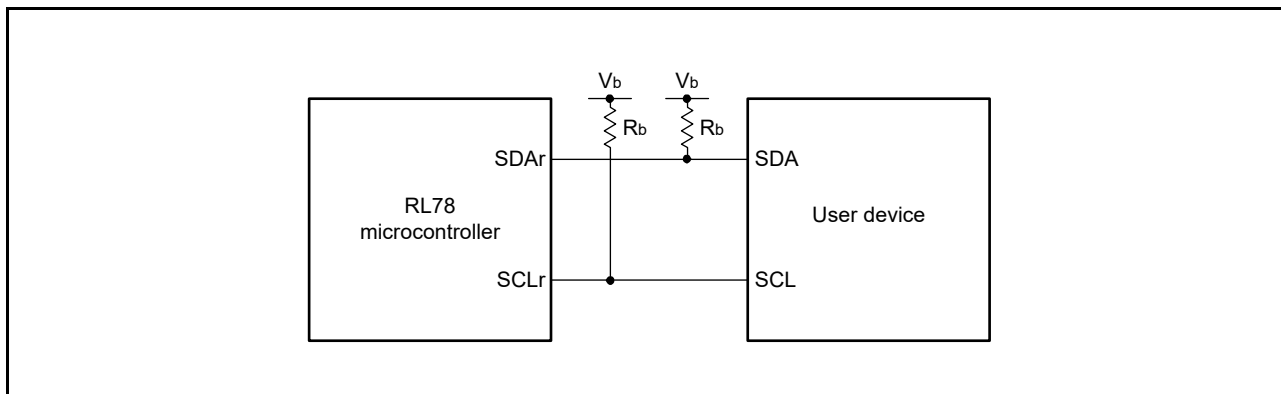 Vb
Vb
Rb
Rb
SDAr
SDA
RL78
microcontroller
User device
SCLr
SCL